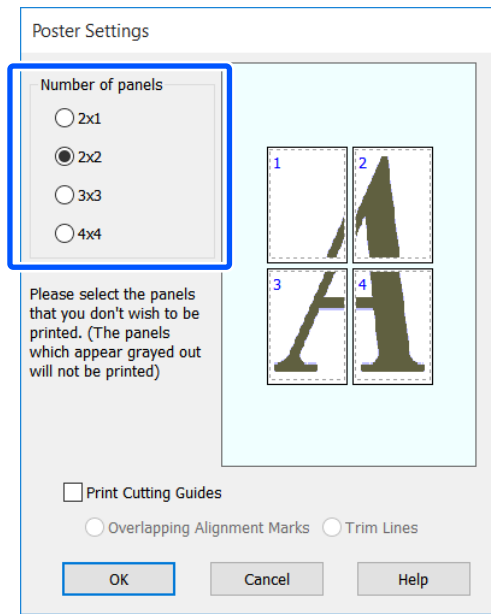 Poster Settings
Number of panels
2x1
2x2
3x3
4x4
1
2
3
4
Please select the panels
that you don't wish to be
printed. (The panels
which appear grayed out
will not be printed)
Print Cutting Guides
Overlapping Alignment Marks
Trim Lines
OK
Cancel
Help